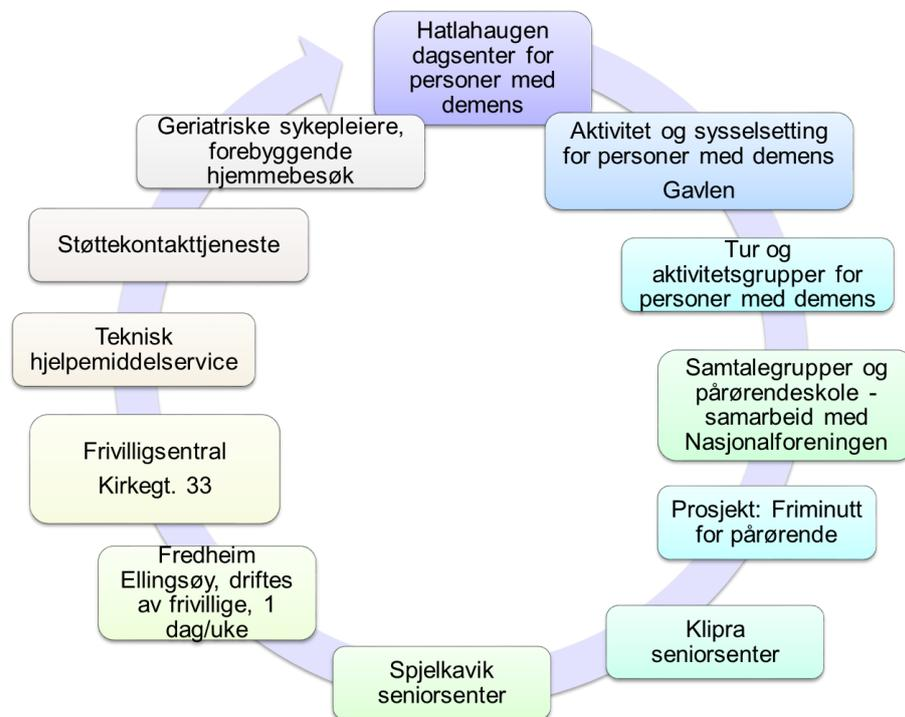 Hatlahaugen
dagsenter for
personer med
demens
Aktivitet og sysselsetting
for personer med demens
Gavlen
Tur og
aktivitetsgrupper for
personer med demens
Samtalegrupper og
pårørendeskole -
samarbeid med
Nasjonalforeningen
Prosjekt: Friminutt
for pårørende
Klipra
seniorsenter
Spjelkavik
seniorsenter
Fredheim
Ellingsøy, driftes
av frivillige, 1
dag/uke
Frivilligsentral
Kirkegt. 33
Teknisk
hjelpemiddelservice
Støttekontakttjeneste
Geriatriske sykepleiere,
forebyggende
hjemmebesøk